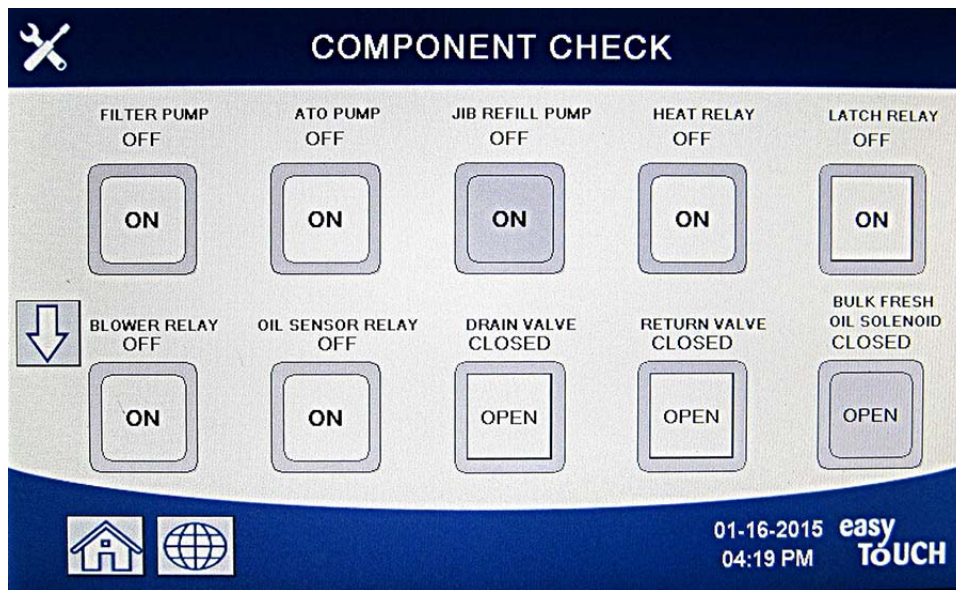 COMPONENT CHECK
FILTER PUMP
OFF
ON
ATO PUMP
OFF
ON
JIB REFILL PUMP
OFF
ON
HEAT RELAY
OFF
ON
LATCH RELAY
OFF
ON
BLOWER RELAY
OFF
ON
OIL SENSOR RELAY
OFF
ON
DRAIN VALVE
CLOSED
OPEN
RETURN VALVE
CLOSED
OPEN
BULK FRESH
OIL SOLENOID
CLOSED
OPEN
01-16-2015
04:19 PM
easy
ToUCH